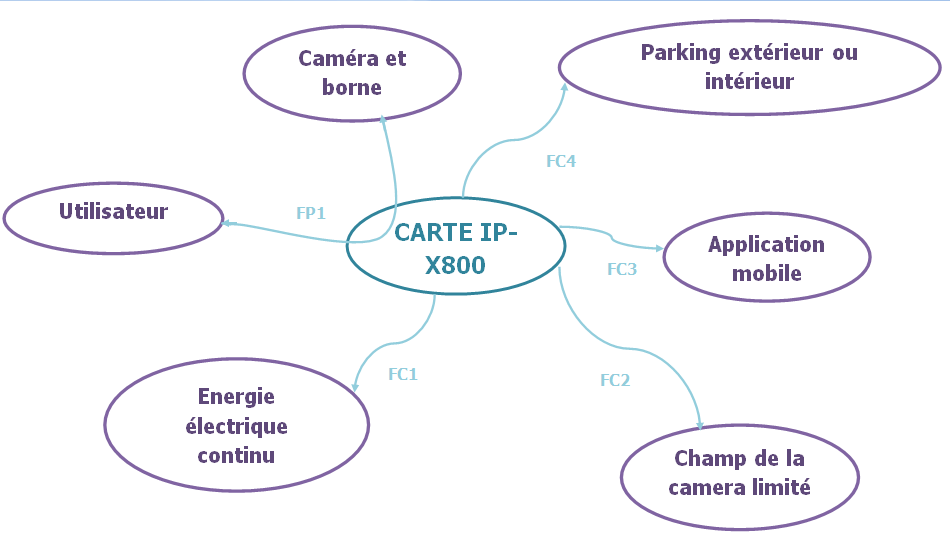 Caméra et
borne
Parking extérieur ou
intérieur
FC4
Utilisateur
FP1
CARTE IP-
X800
Application
mobile
FC3
FC1
FC2
Energie
électrique
continu
Champ de la
camera limité